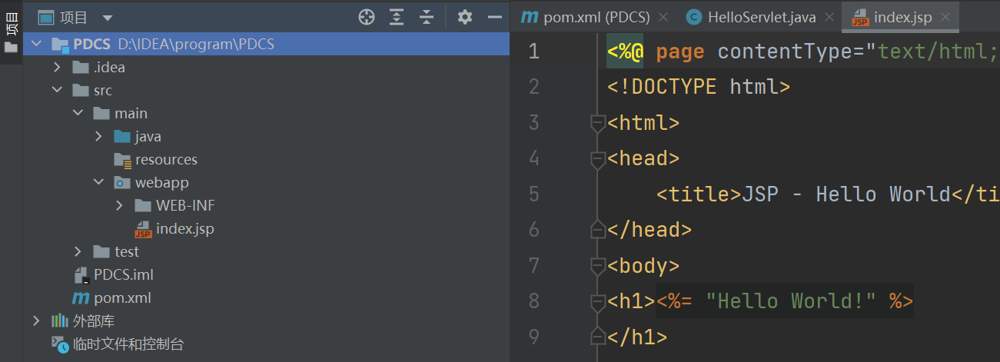 项目
项目
PDCS D:\IDEA\program\PDCS
.idea
src
main
java
resources
webapp
WEB-INF
JSP index.jsp
test
PDCS.iml
m pom.xml
外部库
临时文件和控制台
m pom.xml (PDCS) C HelloServlet.java JSP index.jsp
1 <%@ page contentType="text/html;
2 <!DOCTYPE html>
3 <html>
4 <head>
5 <title>JSP - Hello World</ti
6 </head>
7 <body>
8 <h1><%= "Hello World!" %>
9 </h1>